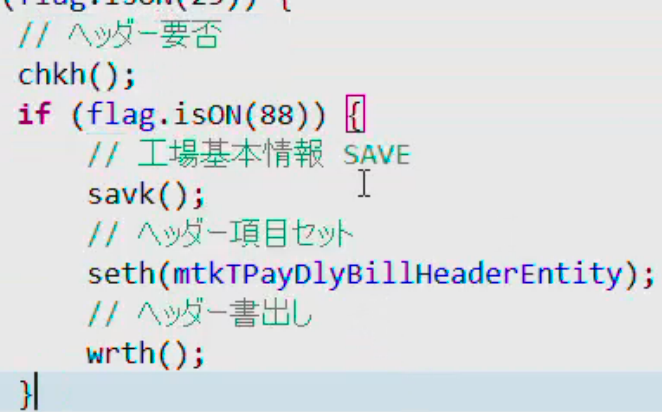 (flag.isON(29)) {
// ヘッダー要否
chkh();
if (flag.isON(88)) {
// 工場基本情報 SAVE
savk();
// ヘッダー項目セット
seth(mtkTPayDlyBillHeaderEntity);
// ヘッダー書出し
wrth();
}